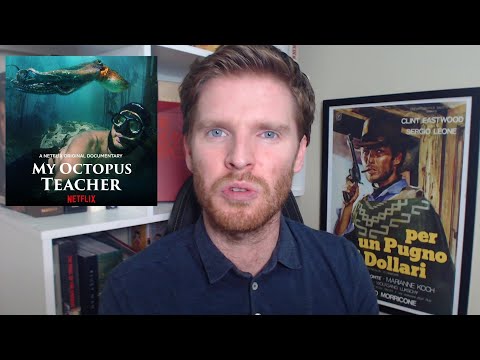 A NETFLIX ORIGINAL DOCUMENTARY
MY OCTOPUS
TEACHER
NETFLIX
CLINT EASTWOOD
SERGIO LEONE
per
un Pugno
Dollari
MARIANNE KOCH
MORRICONE